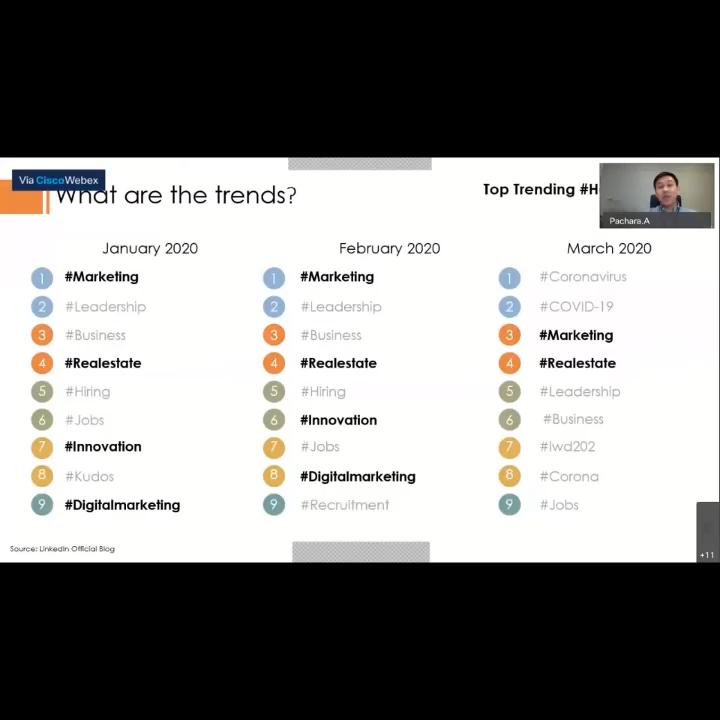 Via CiscoWebex
What are the trends?
Top Trending #H
Pachara.A
January 2020
1 #Marketing
2 #Leadership
3 #Business
4 #Realestate
5 #Hiring
6 #Jobs
7 #Innovation
8 #Kudos
9 #Digitalmarketing
February 2020
1 #Marketing
2 #Leadership
3 #Business
4 #Realestate
5 #Hiring
6 #Innovation
7 #Jobs
8 #Digitalmarketing
9 #Recruitment
March 2020
1 #Coronavirus
2 #COVID-19
3 #Marketing
4 #Realestate
5 #Leadership
6 #Business
7 #lwd202
8 #Corona
9 #Jobs
Source: LinkedIn Official Blog
+11